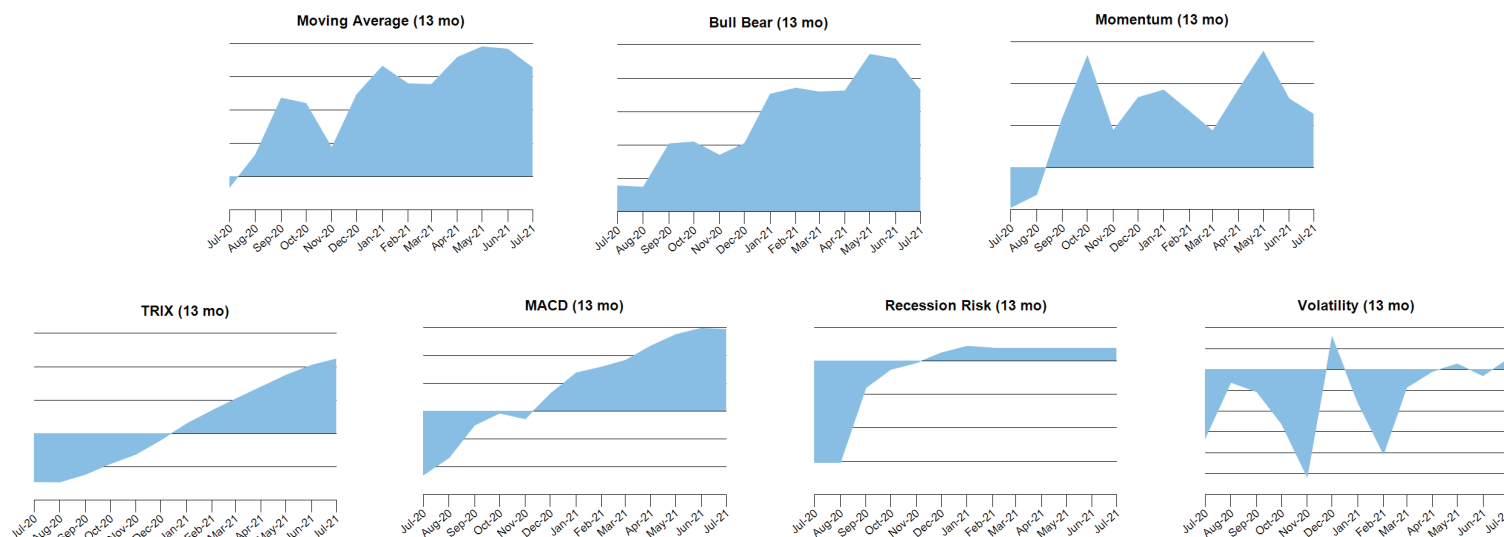 Moving Average (13 mo)
Jul-20 Aug-20 Sep-20 Oct-20 Nov-20 Dec-20 Jan-21 Feb-21 Mar-21 Apr-21 May-21 Jun-21 Jul-21
Bull Bear (13 mo)
Jul-20 Aug-20 Sep-20 Oct-20 Nov-20 Dec-20 Jan-21 Feb-21 Mar-21 Apr-21 May-21 Jun-21 Jul-21
Momentum (13 mo)
Jul-20 Aug-20 Sep-20 Oct-20 Nov-20 Dec-20 Jan-21 Feb-21 Mar-21 Apr-21 May-21 Jun-21 Jul-21
TRIX (13 mo)
Jul-20 Aug-20 Sep-20 Oct-20 Nov-20 Dec-20 Jan-21 Feb-21 Mar-21 Apr-21 May-21 Jun-21 Jul-21
MACD (13 mo)
Jul-20 Aug-20 Sep-20 Oct-20 Nov-20 Dec-20 Jan-21 Feb-21 Mar-21 Apr-21 May-21 Jun-21 Jul-21
Recession Risk (13 mo)
Jul-20 Aug-20 Sep-20 Oct-20 Nov-20 Dec-20 Jan-21 Feb-21 Mar-21 Apr-21 May-21 Jun-21 Jul-21
Volatility (13 mo)
Jul-20 Aug-20 Sep-20 Oct-20 Nov-20 Dec-20 Jan-21 Feb-21 Mar-21 Apr-21 May-21 Jun-21